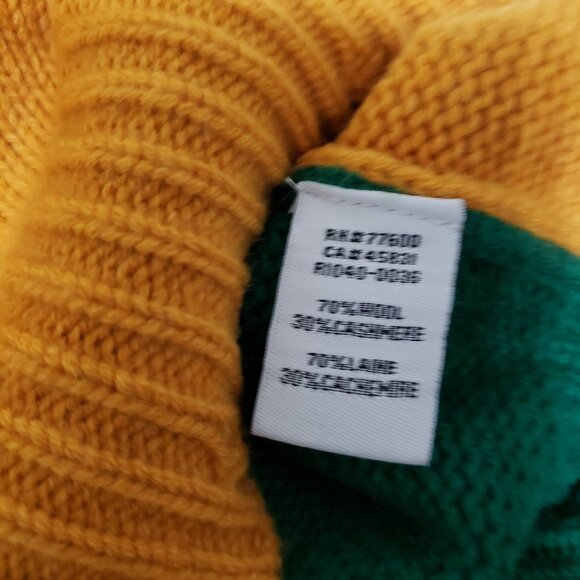 RN#77600
CA#45831
R1040-0036
70%WOOL
30%CASHMERE
70%LAINE
30%CACHEMIRE